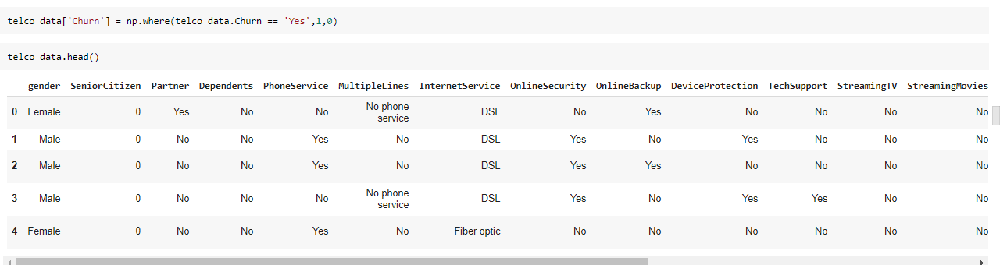 telco_data['Churn'] = np.where(telco_data.Churn == 'Yes',1,0)
telco_data.head()
gender SeniorCitizen Partner Dependents PhoneService MultipleLines InternetService OnlineSecurity OnlineBackup DeviceProtection TechSupport StreamingTV StreamingMovies
0 Female 0 Yes No No No phone service DSL No Yes No No No No
1 Male 0 No No Yes No DSL Yes No Yes No No No
2 Male 0 No No Yes No DSL Yes Yes No No No No
3 Male 0 No No No No phone service DSL Yes No Yes Yes No No
4 Female 0 No No Yes No Fiber optic No No No No No No